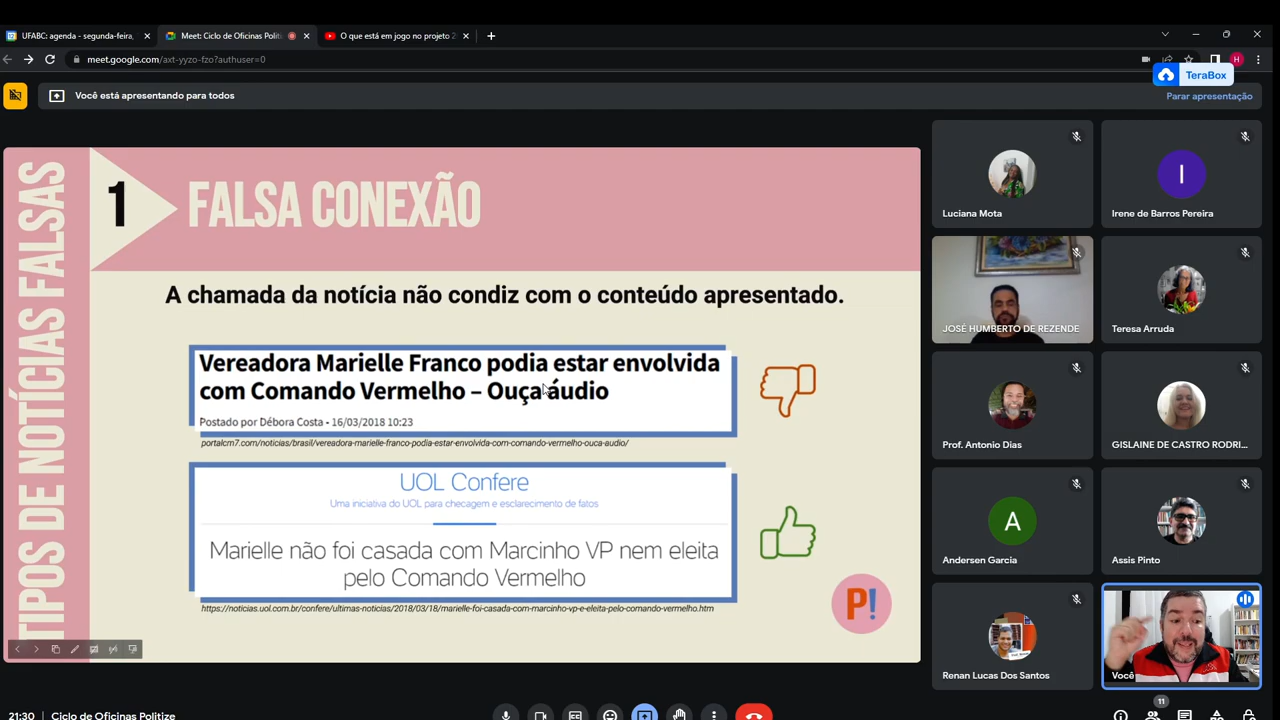 UFABC: agenda - segunda-feira,
Meet: Ciclo de Oficinas Politiz
O que está em jogo no projeto 2
meet.google.com/axt-yyzo-fzo?authuser=0
H
TeraBox
Você está apresentando para todos
Parar apresentação
TIPOS DE NOTÍCIAS FALSAS
1
FALSA CONEXÃO
A chamada da notícia não condiz com o conteúdo apresentado.
Vereadora Marielle Franco podia estar envolvida
com Comando Vermelho – Ouça áudio
Postado por Débora Costa - 16/03/2018 10:23
portalcm7.com/noticias/brasil/vereadora-marielle-franco-podia-estar-envolvida-com-comando-vermelho-ouca-audio/
UOL Confere
Uma iniciativa do UOL para checagem e esclarecimento de fatos
Marielle não foi casada com Marcinho VP nem eleita
pelo Comando Vermelho
https://noticias.uol.com.br/confere/ultimas-noticias/2018/03/18/marielle-foi-casada-com-marcinho-vp-e-eleita-pelo-comando-vermelho.htm
P!
Luciana Mota
I
Irene de Barros Pereira
JOSÉ HUMBERTO DE REZENDE
Teresa Arruda
Prof. Antonio Dias
GISLAINE DE CASTRO RODRI...
A
Andersen Garcia
Assis Pinto
Renan Lucas Dos Santos
Você
21:30
Ciclo de Oficinas Politize
11